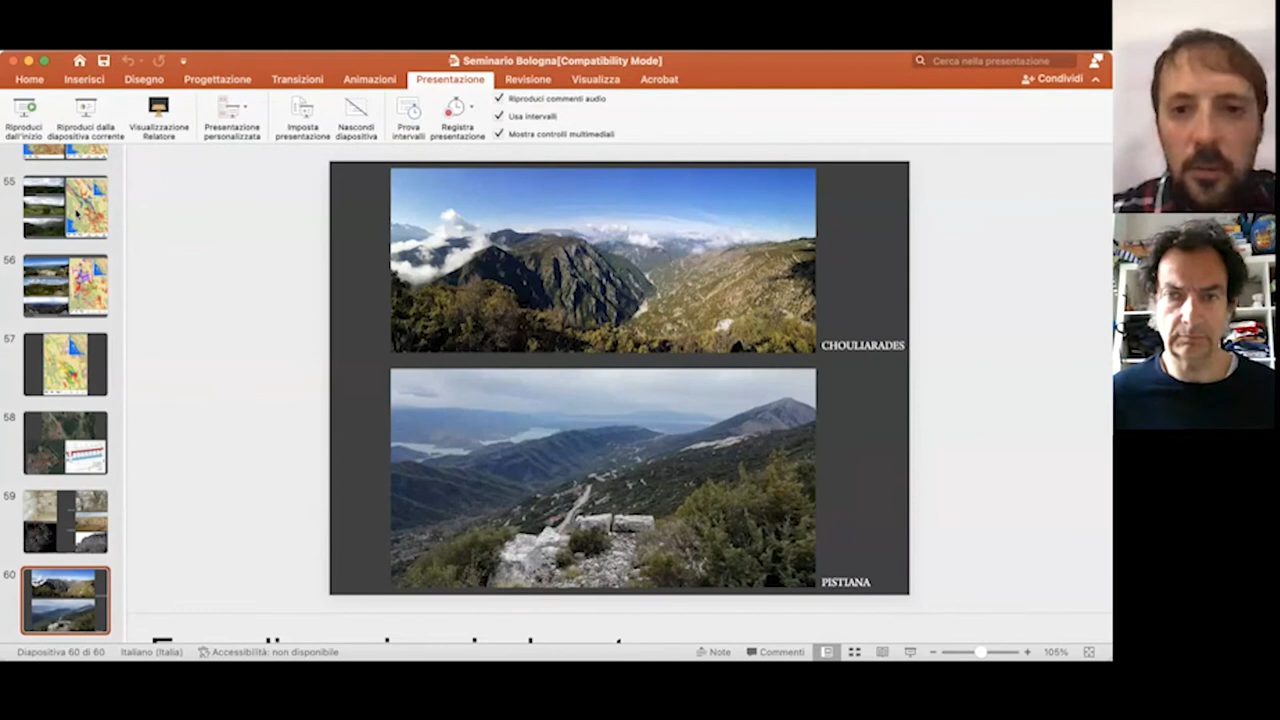 Seminario Bologna[Compatibility Mode]
Cerca nella presentazione
Home Inserisci Disegno Progettazione Transizioni Animazioni Presentazione Revisione Visualizza Acrobat
Condividi
Riproduci dall'inizio
Riproduci dalla diapositiva corrente
Visualizzazione Relatore
Presentazione personalizzata
Imposta presentazione
Nascondi diapositiva
Prova intervalli
Registra presentazione
Riproduci commenti audio
Usa intervalli
Mostra controlli multimediali
55
56
57
58
59
60
CHOULIARADES
PISTIANA
Diapositiva 60 di 60 Italiano (Italia) Accessibilità: non disponibile Note Commenti 105%